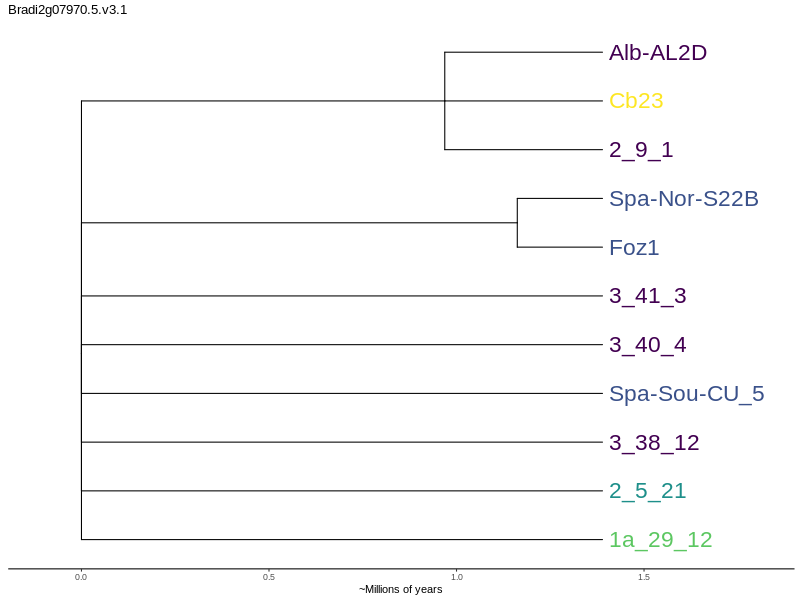 Bradi2g07970.5.v3.1
Alb-AL2D
Cb23
2_9_1
Spa-Nor-S22B
Foz1
3_41_3
3_40_4
Spa-Sou-CU_5
3_38_12
2_5_21
1a_29_12
0.0 0.5 1.0 1.5
~Millions of years